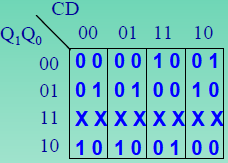 CD
Q₁Q₀ 00 01 11 10
00 0 0 0 0 1 0 0 1
01 0 1 0 1 0 0 1 0
11 X X X X X X X X
10 1 0 1 0 0 1 0 0